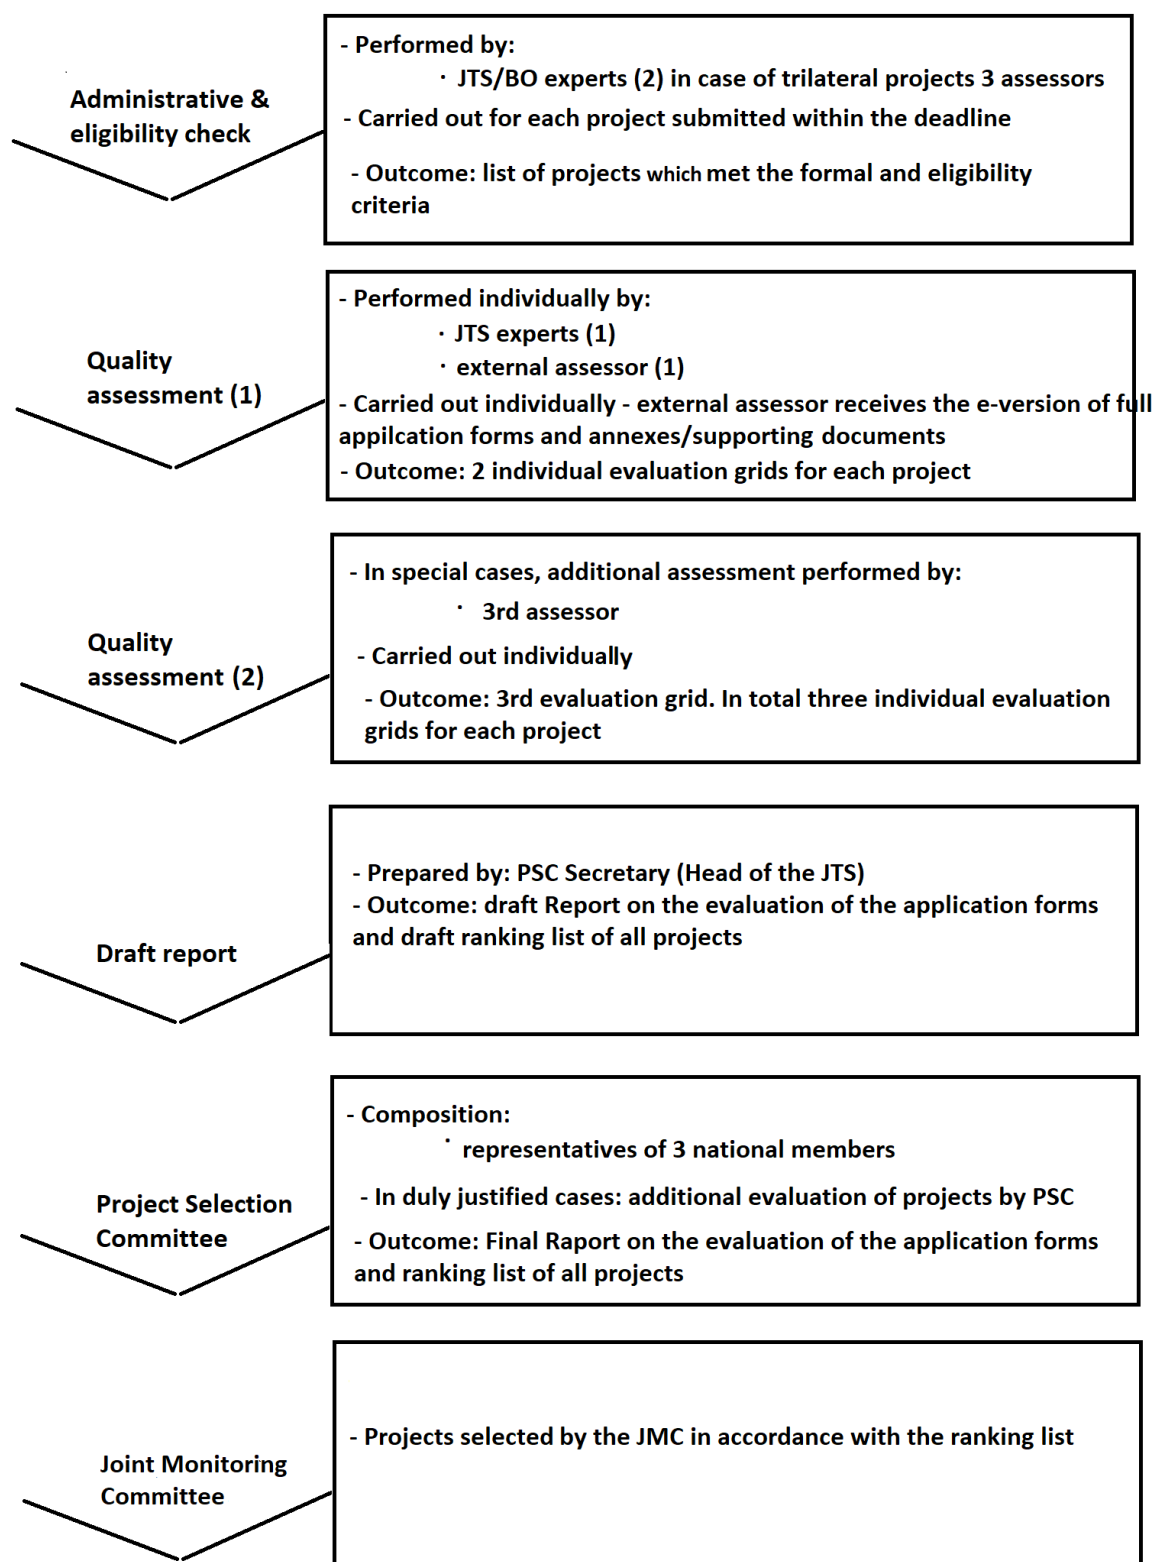 Administrative &
eligibility check
- Performed by:
· JTS/BO experts (2) in case of trilateral projects 3 assessors
- Carried out for each project submitted within the deadline
- Outcome: list of projects which met the formal and eligibility
criteria
Quality
assessment (1)
- Performed individually by:
· JTS experts (1)
· external assessor (1)
- Carried out individually - external assessor receives the e-version of full
appilcation forms and annexes/supporting documents
- Outcome: 2 individual evaluation grids for each project
Quality
assessment (2)
- In special cases, additional assessment performed by:
· 3rd assessor
- Carried out individually
- Outcome: 3rd evaluation grid. In total three individual evaluation
grids for each project
Draft report
- Prepared by: PSC Secretary (Head of the JTS)
- Outcome: draft Report on the evaluation of the application forms
and draft ranking list of all projects
Project Selection
Committee
- Composition:
· representatives of 3 national members
- In duly justified cases: additional evaluation of projects by PSC
- Outcome: Final Raport on the evaluation of the application forms
and ranking list of all projects
Joint Monitoring
Committee
- Projects selected by the JMC in accordance with the ranking list